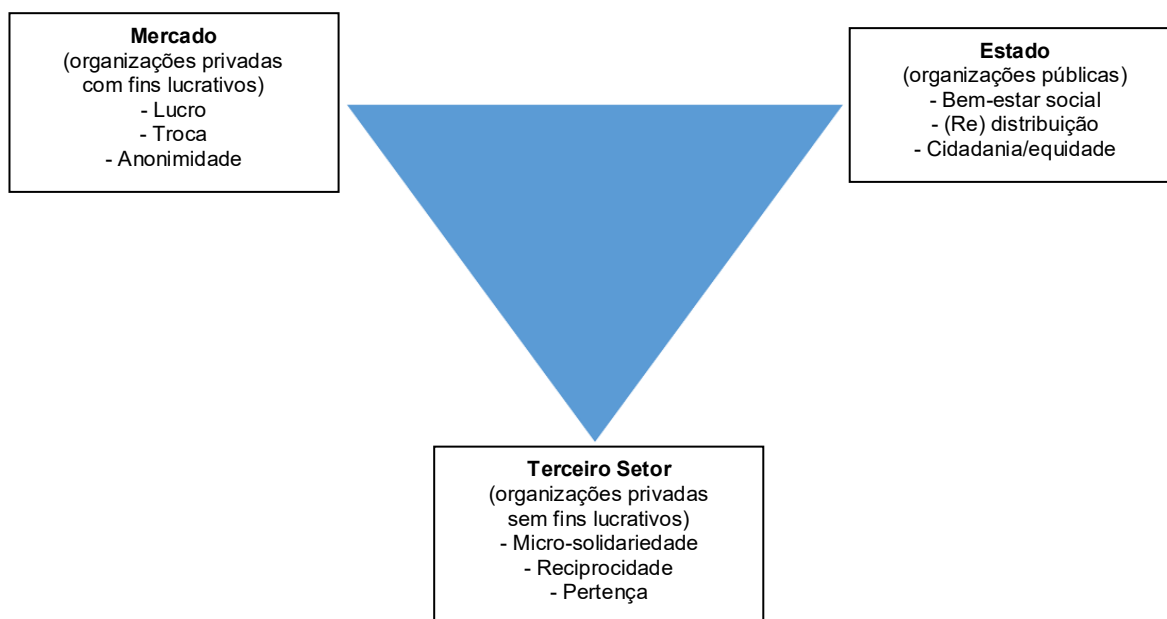 Mercado
(organizações privadas
com fins lucrativos)
- Lucro
- Troca
- Anonimidade
Estado
(organizações públicas)
- Bem-estar social
- (Re) distribuição
- Cidadania/equidade
Terceiro Setor
(organizações privadas
sem fins lucrativos)
- Micro-solidariedade
- Reciprocidade
- Pertença